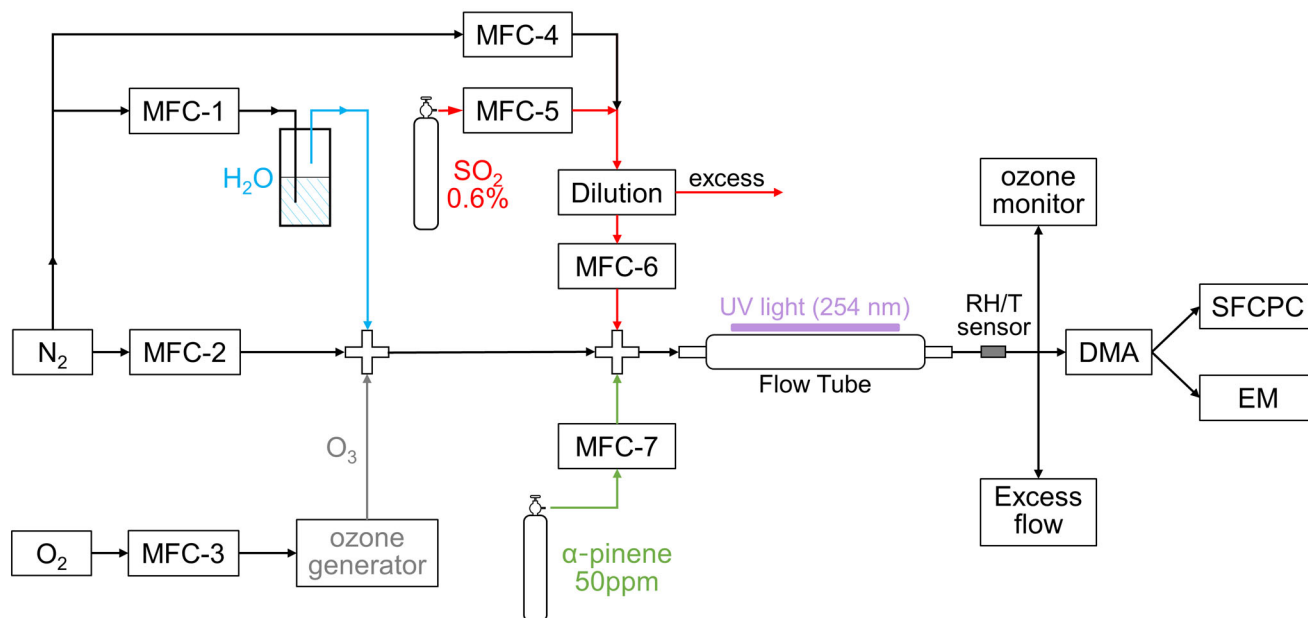 MFC-4
MFC-1
MFC-5
H₂O
SO₂
0.6%
Dilution
excess
ozone
monitor
MFC-6
UV light (254 nm)
RH/T
sensor
SFCPC
N₂
MFC-2
DMA
Flow Tube
EM
O₃
MFC-7
Excess
flow
O₂
MFC-3
ozone
generator
α-pinene
50ppm